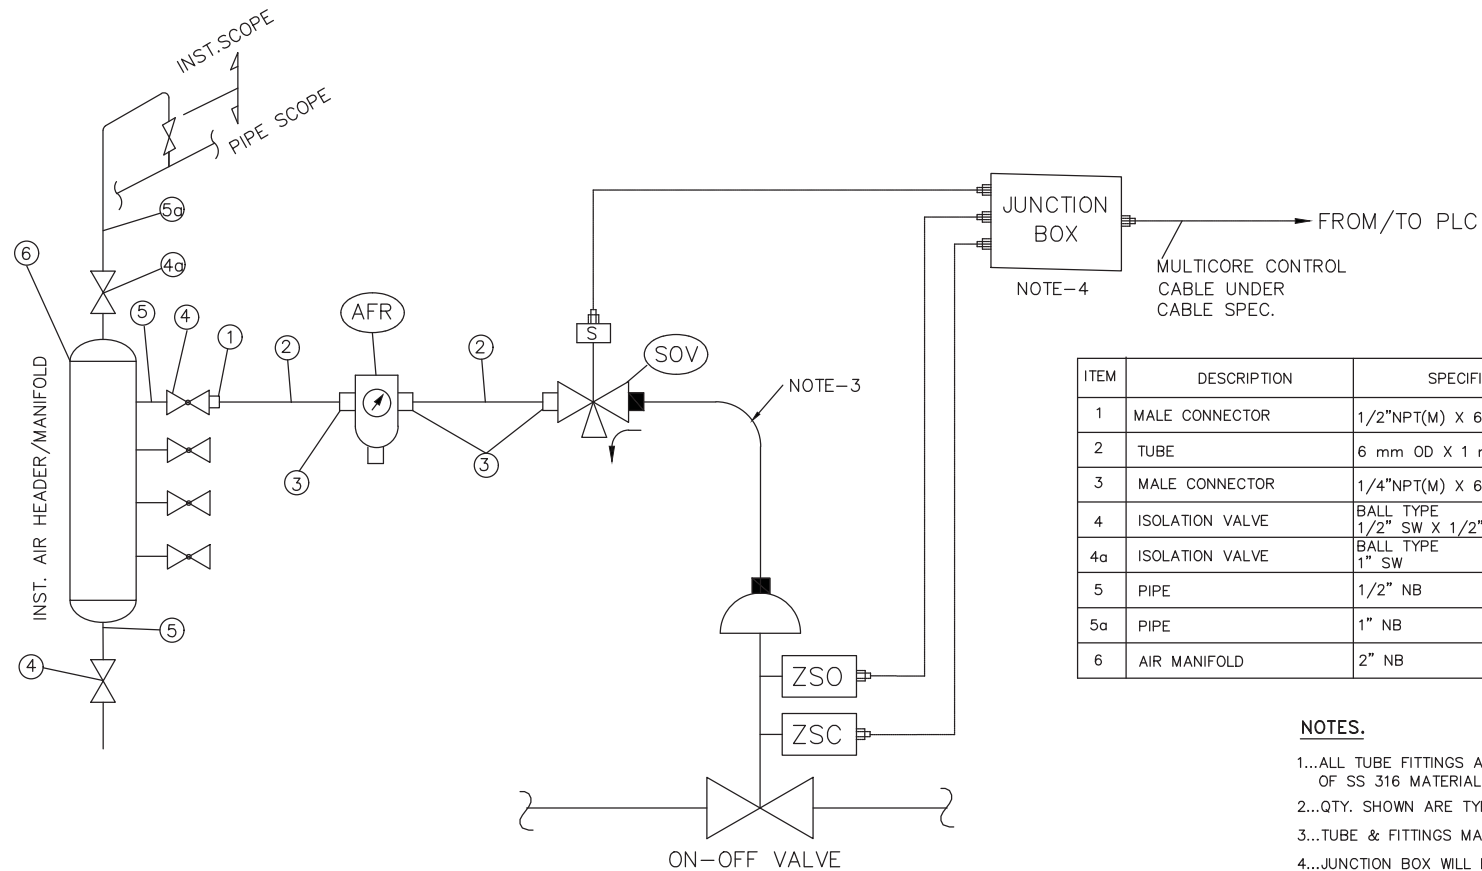 INST.SCOPE
PIPE SCOPE
5a
6
4a
5
4
1
2
AFR
2
SOV
S
NOTE-3
3
3
INST. AIR HEADER/MANIFOLD
5
4
JUNCTION
BOX
NOTE-4
FROM/TO PLC
MULTICORE CONTROL
CABLE UNDER
CABLE SPEC.
ZSO
ZSC
ON-OFF VALVE
ITEM DESCRIPTION SPECIFI
1 MALE CONNECTOR 1/2"NPT(M) X 6
2 TUBE 6 mm OD X 1
3 MALE CONNECTOR 1/4"NPT(M) X 6
4 ISOLATION VALVE BALL TYPE
1/2" SW X 1/2"
4a ISOLATION VALVE BALL TYPE
1" SW
5 PIPE 1/2" NB
5a PIPE 1" NB
6 AIR MANIFOLD 2" NB
NOTES.
1...ALL TUBE FITTINGS A
OF SS 316 MATERIAL
2...QTY. SHOWN ARE TY
3...TUBE & FITTINGS MA
4...JUNCTION BOX WILL